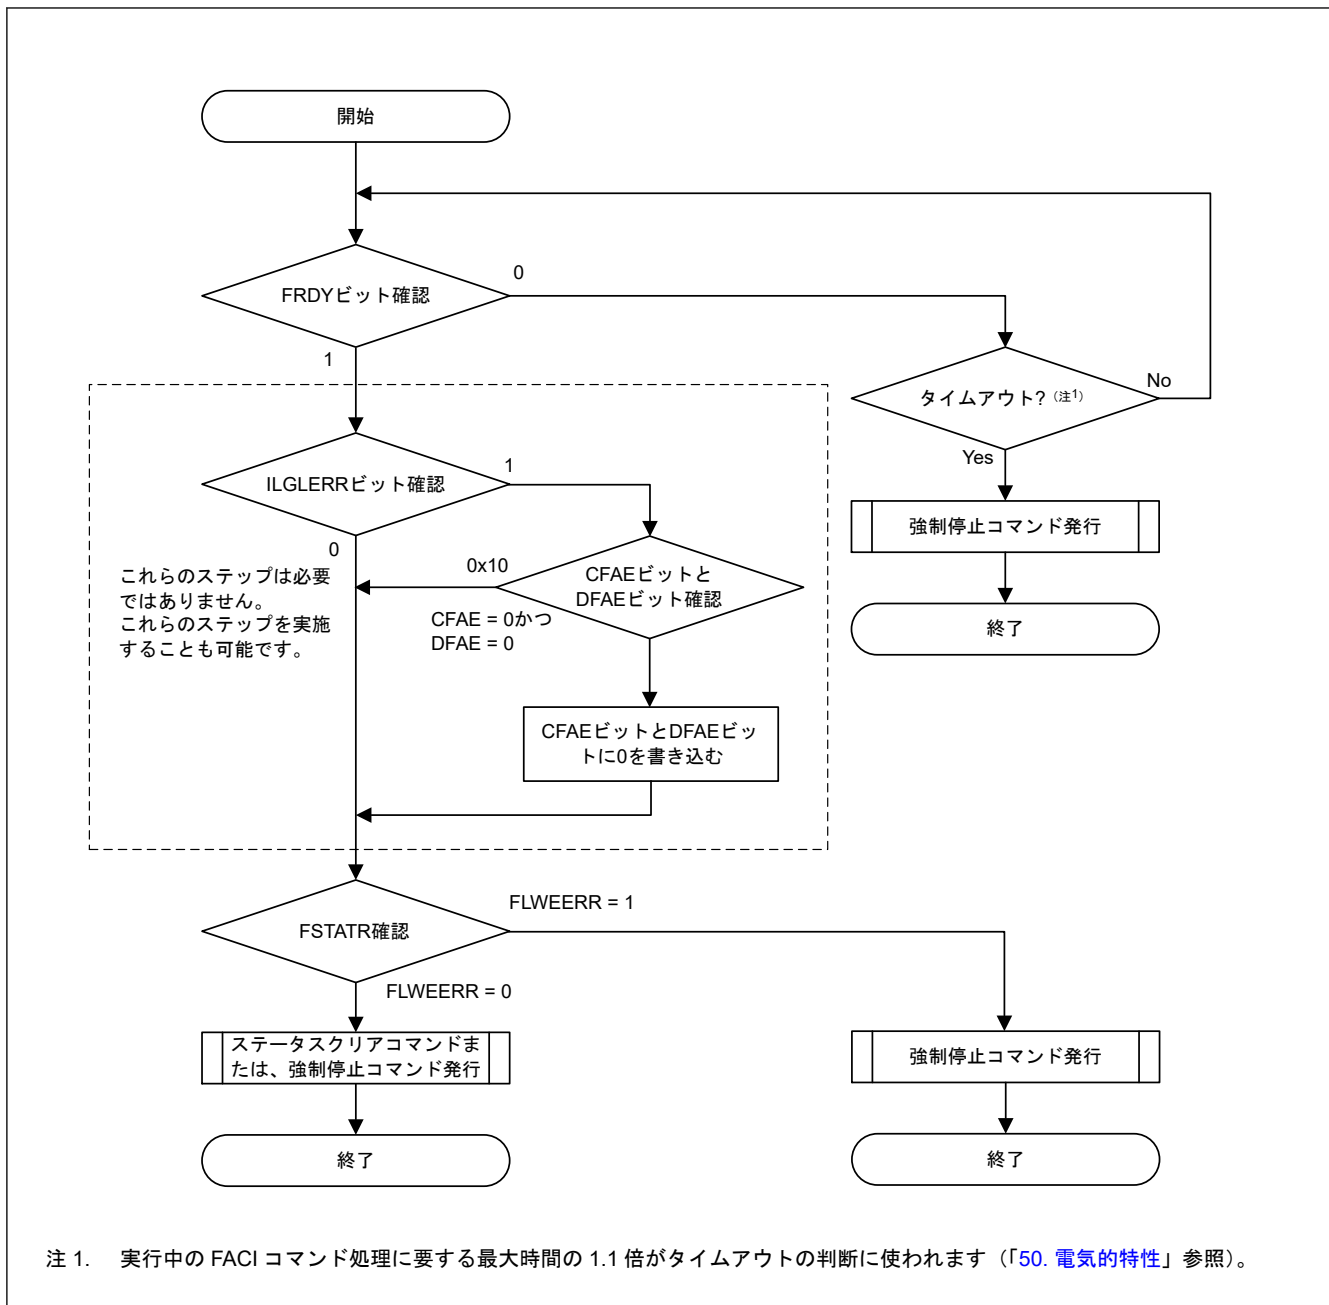 開始
FRDYビット確認
0
1
タイムアウト? (注1)
No
Yes
強制停止コマンド発行
終了
ILGLERRビット確認
1
0
これらのステップは必要
ではありません。
これらのステップを実施
することも可能です。
0x10
CFAEビットと
DFAEビット確認
CFAE = 0かつ
DFAE = 0
CFAEビットとDFAEビッ
トに0を書き込む
FSTATR確認
FLWEERR = 1
FLWEERR = 0
ステータスクリアコマンドま
たは、強制停止コマンド発行
強制停止コマンド発行
終了
終了
注 1. 実行中の FACI コマンド処理に要する最大時間の 1.1 倍がタイムアウトの判断に使われます（「50. 電気的特性」参照）。